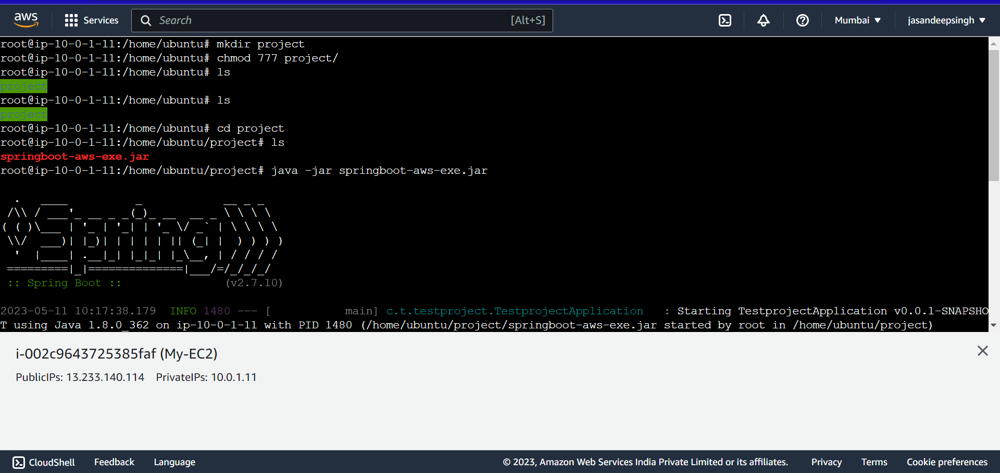 aws Services Search [Alt+S] Mumbai ▼ jasandeepsingh ▼
root@ip-10-0-1-11:/home/ubuntu# mkdir project
root@ip-10-0-1-11:/home/ubuntu# chmod 777 project/
root@ip-10-0-1-11:/home/ubuntu# ls
project
root@ip-10-0-1-11:/home/ubuntu# ls
project
root@ip-10-0-1-11:/home/ubuntu# cd project
root@ip-10-0-1-11:/home/ubuntu/project# ls
springboot-aws-exe.jar
root@ip-10-0-1-11:/home/ubuntu/project# java -jar springboot-aws-exe.jar
  .   ____          _            __ _ _
 /\\ / ___'_ __ _ _(_)_ __  __ _ \ \ \ \
( ( )\___ | '_ | '_| | '_ \/ _` | \ \ \ \
 \\/  ___)| |_)| | | | | || (_| |  ) ) ) )
  '  |____| .__|_| |_|_| |_\__, | / / / /
 =========|_|==============|___/=/_/_/_/
 :: Spring Boot ::                (v2.7.10)
2023-05-11 10:17:38.179  INFO 1480 --- [           main] c.t.testproject.TestprojectApplication   : Starting TestprojectApplication v0.0.1-SNAPSHO
T using Java 1.8.0_362 on ip-10-0-1-11 with PID 1480 (/home/ubuntu/project/springboot-aws-exe.jar started by root in /home/ubuntu/project)
i-002c9643725385faf (My-EC2)
PublicIPs: 13.233.140.114 PrivateIPs: 10.0.1.11
CloudShell Feedback Language © 2023, Amazon Web Services India Private Limited or its affiliates. Privacy Terms Cookie preferences